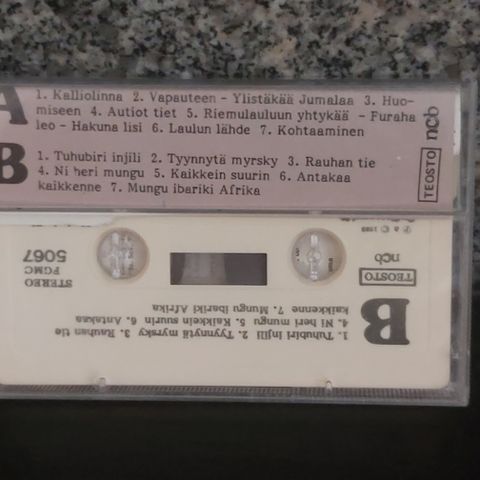 A
1. Kalliolinna 2. Vapauteen - Ylistäkää Jumalaa 3. Huo-
miseen 4. Autiot tiet 5. Riemulauluun yhtykää - Furaha
leo - Hakuna lisi 6. Laulun lähde 7. Kohtaaminen
B
1. Tuhubiri injili 2. Tyynnytä myrsky 3. Rauhan tie
4. Ni heri mungu 5. Kaikkein suurin 6. Antakaa
kaikkenne 7. Mungu ibariki Afrika
TEOSTO ncb
B
1. Tuhubiri injili 2. Tyynnytä myrsky 3. Rauhan tie
4. Ni heri mungu 5. Kaikkein suurin 6. Antakaa
kaikkenne 7. Mungu ibariki Afrika
TEOSTO
ncb
STEREO
FGMC
5067